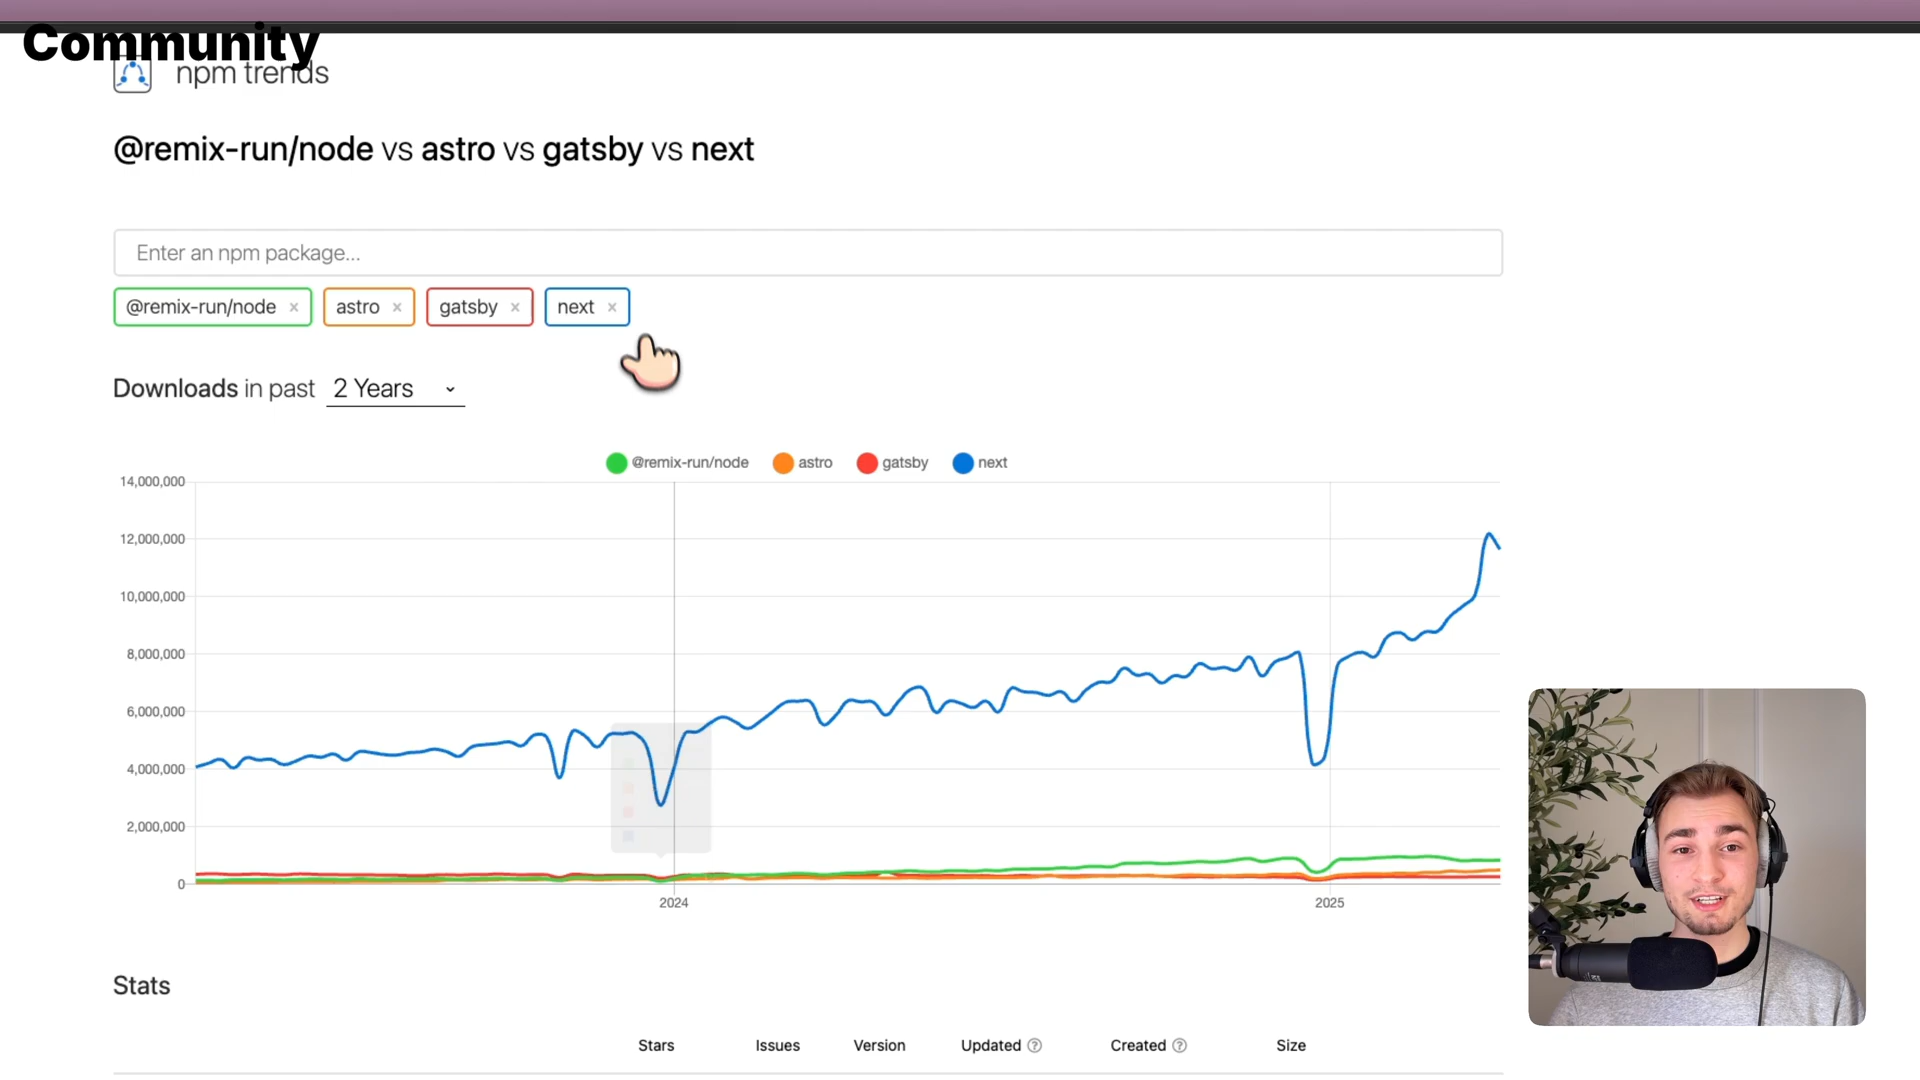 Community
npm trends
@remix-run/node vs astro vs gatsby vs next
Enter an npm package...
@remix-run/node × astro × gatsby × next ×
Downloads in past 2 Years
@remix-run/node astro gatsby next
14,000,000
12,000,000
10,000,000
8,000,000
6,000,000
4,000,000
2,000,000
0
2024 2025
Stats
Stars Issues Version Updated ? Created ? Size